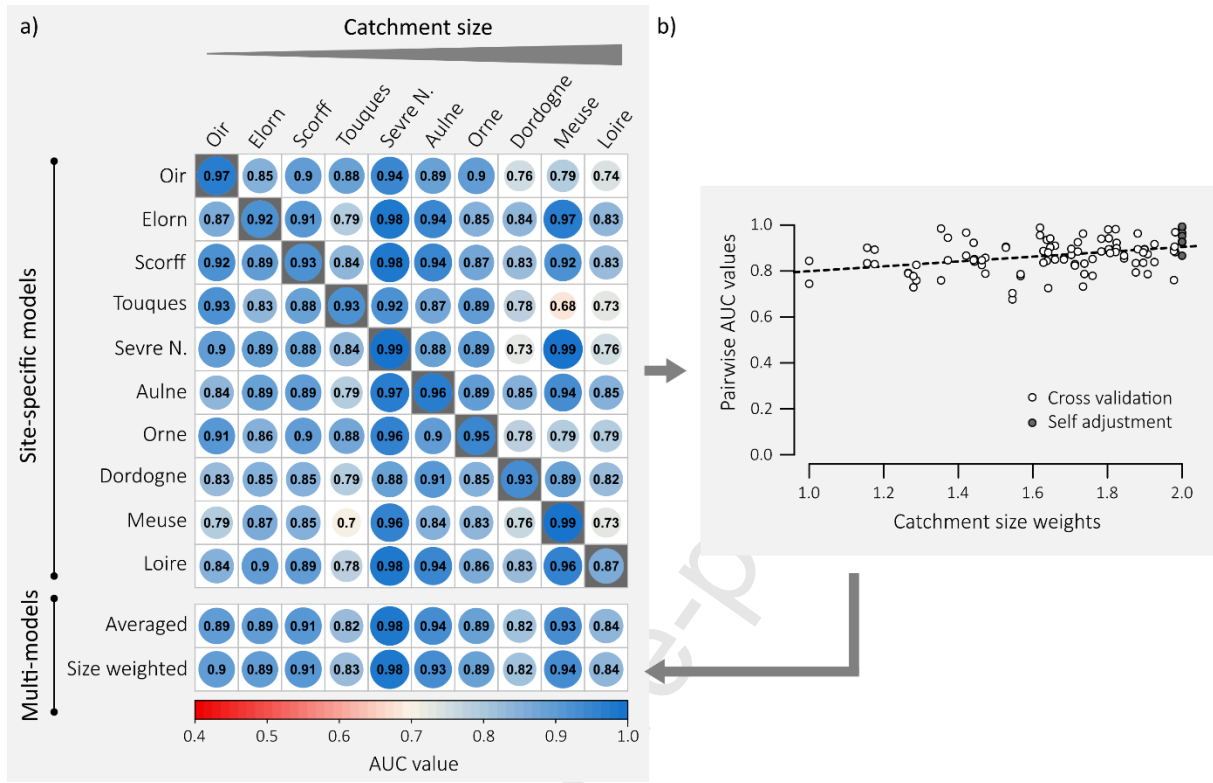 a)
Catchment size
Oir Elorn Scorff Touques Sevre N. Aulne Orne Dordogne Meuse Loire
Site-specific models
Oir 0.97 0.85 0.9 0.88 0.94 0.89 0.9 0.76 0.79 0.74
Elorn 0.87 0.92 0.91 0.79 0.98 0.94 0.85 0.84 0.97 0.83
Scorff 0.92 0.89 0.93 0.84 0.98 0.94 0.87 0.83 0.92 0.83
Touques 0.93 0.83 0.88 0.93 0.92 0.87 0.89 0.78 0.68 0.73
Sevre N. 0.9 0.89 0.88 0.84 0.99 0.88 0.89 0.73 0.99 0.76
Aulne 0.84 0.89 0.89 0.79 0.97 0.96 0.89 0.85 0.94 0.85
Orne 0.91 0.86 0.9 0.88 0.96 0.9 0.95 0.78 0.79 0.79
Dordogne 0.83 0.85 0.85 0.79 0.88 0.91 0.85 0.93 0.89 0.82
Meuse 0.79 0.87 0.85 0.7 0.96 0.84 0.83 0.76 0.99 0.73
Loire 0.84 0.9 0.89 0.78 0.98 0.94 0.86 0.83 0.96 0.87
Multi-models
Averaged 0.89 0.89 0.91 0.82 0.98 0.94 0.89 0.82 0.93 0.84
Size weighted 0.9 0.89 0.91 0.83 0.98 0.93 0.89 0.82 0.94 0.84
0.4 0.5 0.6 0.7 0.8 0.9 1.0
AUC value
b)
Pairwise AUC values
1.0
0.8
0.6
0.4
0.2
0.0
Cross validation
Self adjustment
1.0 1.2 1.4 1.6 1.8 2.0
Catchment size weights
e-p